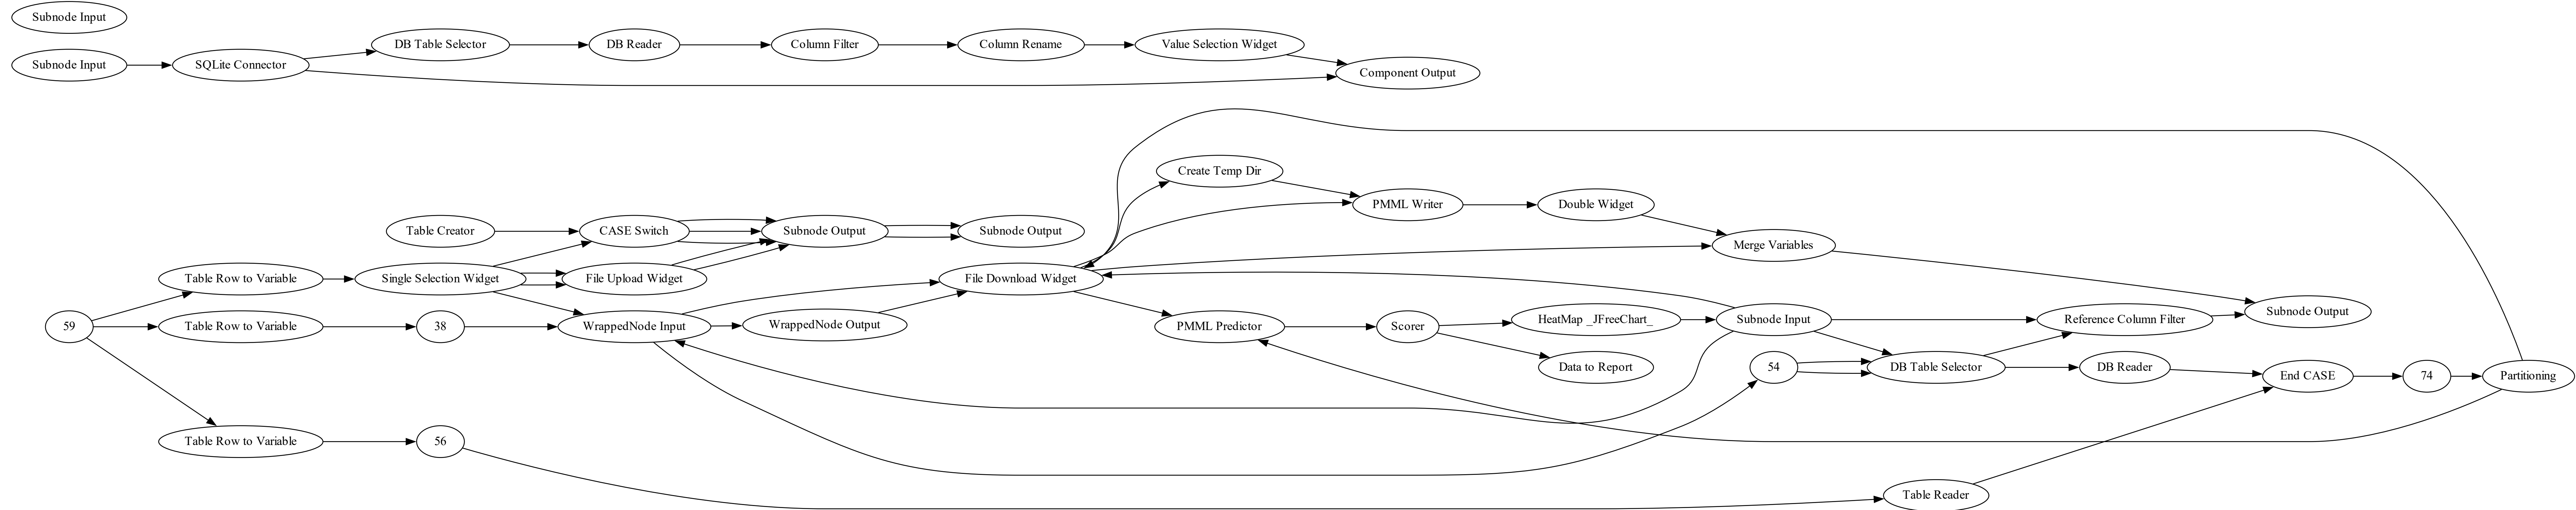 Subnode Input
Subnode Input
SQLite Connector
DB Table Selector
DB Reader
Column Filter
Column Rename
Value Selection Widget
Component Output
Create Temp Dir
PMML Writer
Double Widget
Table Creator
CASE Switch
Subnode Output
Subnode Output
Merge Variables
Table Row to Variable
Single Selection Widget
File Upload Widget
File Download Widget
59
Table Row to Variable
38
WrappedNode Input
WrappedNode Output
PMML Predictor
Scorer
HeatMap _JFreeChart_
Subnode Input
Reference Column Filter
Subnode Output
Data to Report
54
DB Table Selector
DB Reader
End CASE
74
Partitioning
Table Row to Variable
56
Table Reader